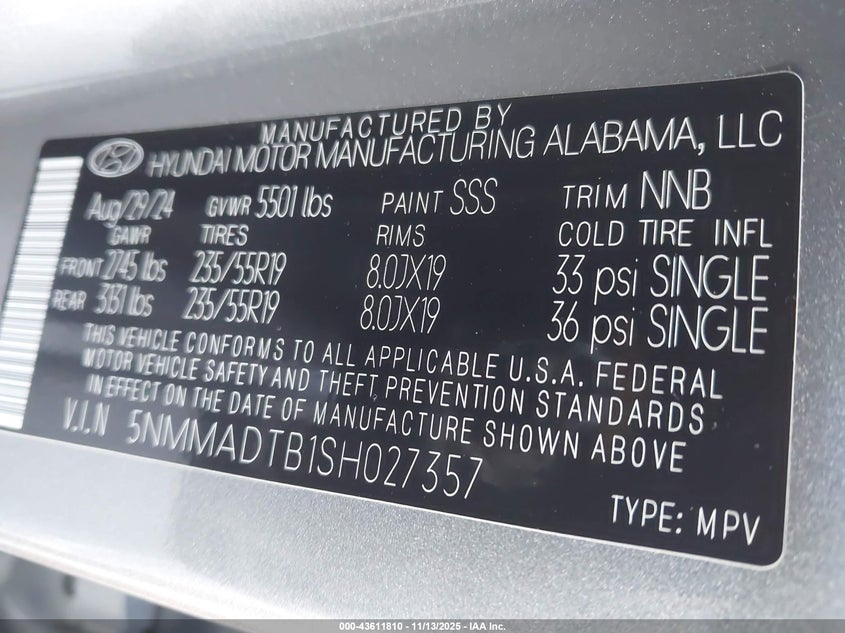 MANUFACTURED BY
HYUNDAI MOTOR MANUFACTURING ALABAMA, LLC
Aug/29/24 GVWR 5501 lbs PAINT SSS TRIM NNB
GAWR TIRES RIMS COLD TIRE INFL
FRONT 2745 lbs 235/55R19 8.0JX19 33 psi SINGLE
REAR 3131 lbs 235/55R19 8.0JX19 36 psi SINGLE
THIS VEHICLE CONFORMS TO ALL APPLICABLE U.S.A. FEDERAL
MOTOR VEHICLE SAFETY AND THEFT PREVENTION STANDARDS
IN EFFECT ON THE DATE OF MANUFACTURE SHOWN ABOVE
V.I.N 5NMMADTB1SH027357
TYPE: MPV
000-43611810 - 11/13/2025 - IAA Inc.